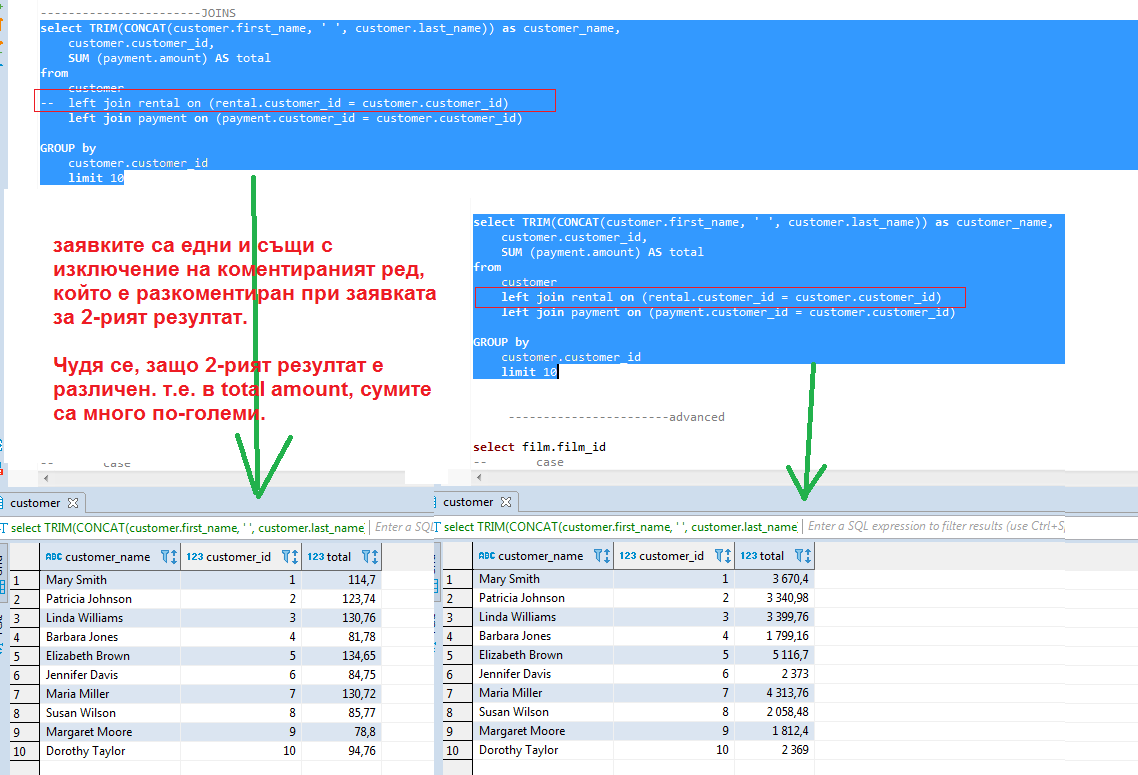 -----------------------JOINS
select TRIM(CONCAT(customer.first_name, ' ', customer.last_name)) as customer_name,
customer.customer_id,
SUM (payment.amount) AS total
from
customer
-- left join rental on (rental.customer_id = customer.customer_id)
left join payment on (payment.customer_id = customer.customer_id)
GROUP by
customer.customer_id
limit 10
заявките са едни и същи с
изключение на коментираният ред,
който е разкоментиран при заявката
за 2-рият резултат.
Чудя се, защо 2-рият резултат е
различен. т.е. в total amount, сумите
са много по-големи.
-- case
select TRIM(CONCAT(customer.first_name, ' ', customer.last_name)) as customer_name,
customer.customer_id,
SUM (payment.amount) AS total
from
customer
left join rental on (rental.customer_id = customer.customer_id)
left join payment on (payment.customer_id = customer.customer_id)
GROUP by
customer.customer_id
limit 10
-----------------------advanced
select film.film_id
-- case
customer
select TRIM(CONCAT(customer.first_name, ' ', customer.last_name
Enter a SQL
ABC customer_name 123 customer_id 123 total
1 Mary Smith 1 114,7
2 Patricia Johnson 2 123,74
3 Linda Williams 3 130,76
4 Barbara Jones 4 81,78
5 Elizabeth Brown 5 134,65
6 Jennifer Davis 6 84,75
7 Maria Miller 7 130,72
8 Susan Wilson 8 85,77
9 Margaret Moore 9 78,8
10 Dorothy Taylor 10 94,76
customer
select TRIM(CONCAT(customer.first_name, ' ', customer.last_name
Enter a SQL expression to filter results (use Ctrl+S
ABC customer_name 123 customer_id 123 total
1 Mary Smith 1 3 670,4
2 Patricia Johnson 2 3 340,98
3 Linda Williams 3 3 399,76
4 Barbara Jones 4 1 799,16
5 Elizabeth Brown 5 5 116,7
6 Jennifer Davis 6 2 373
7 Maria Miller 7 4 313,76
8 Susan Wilson 8 2 058,48
9 Margaret Moore 9 1 812,4
10 Dorothy Taylor 10 2 369